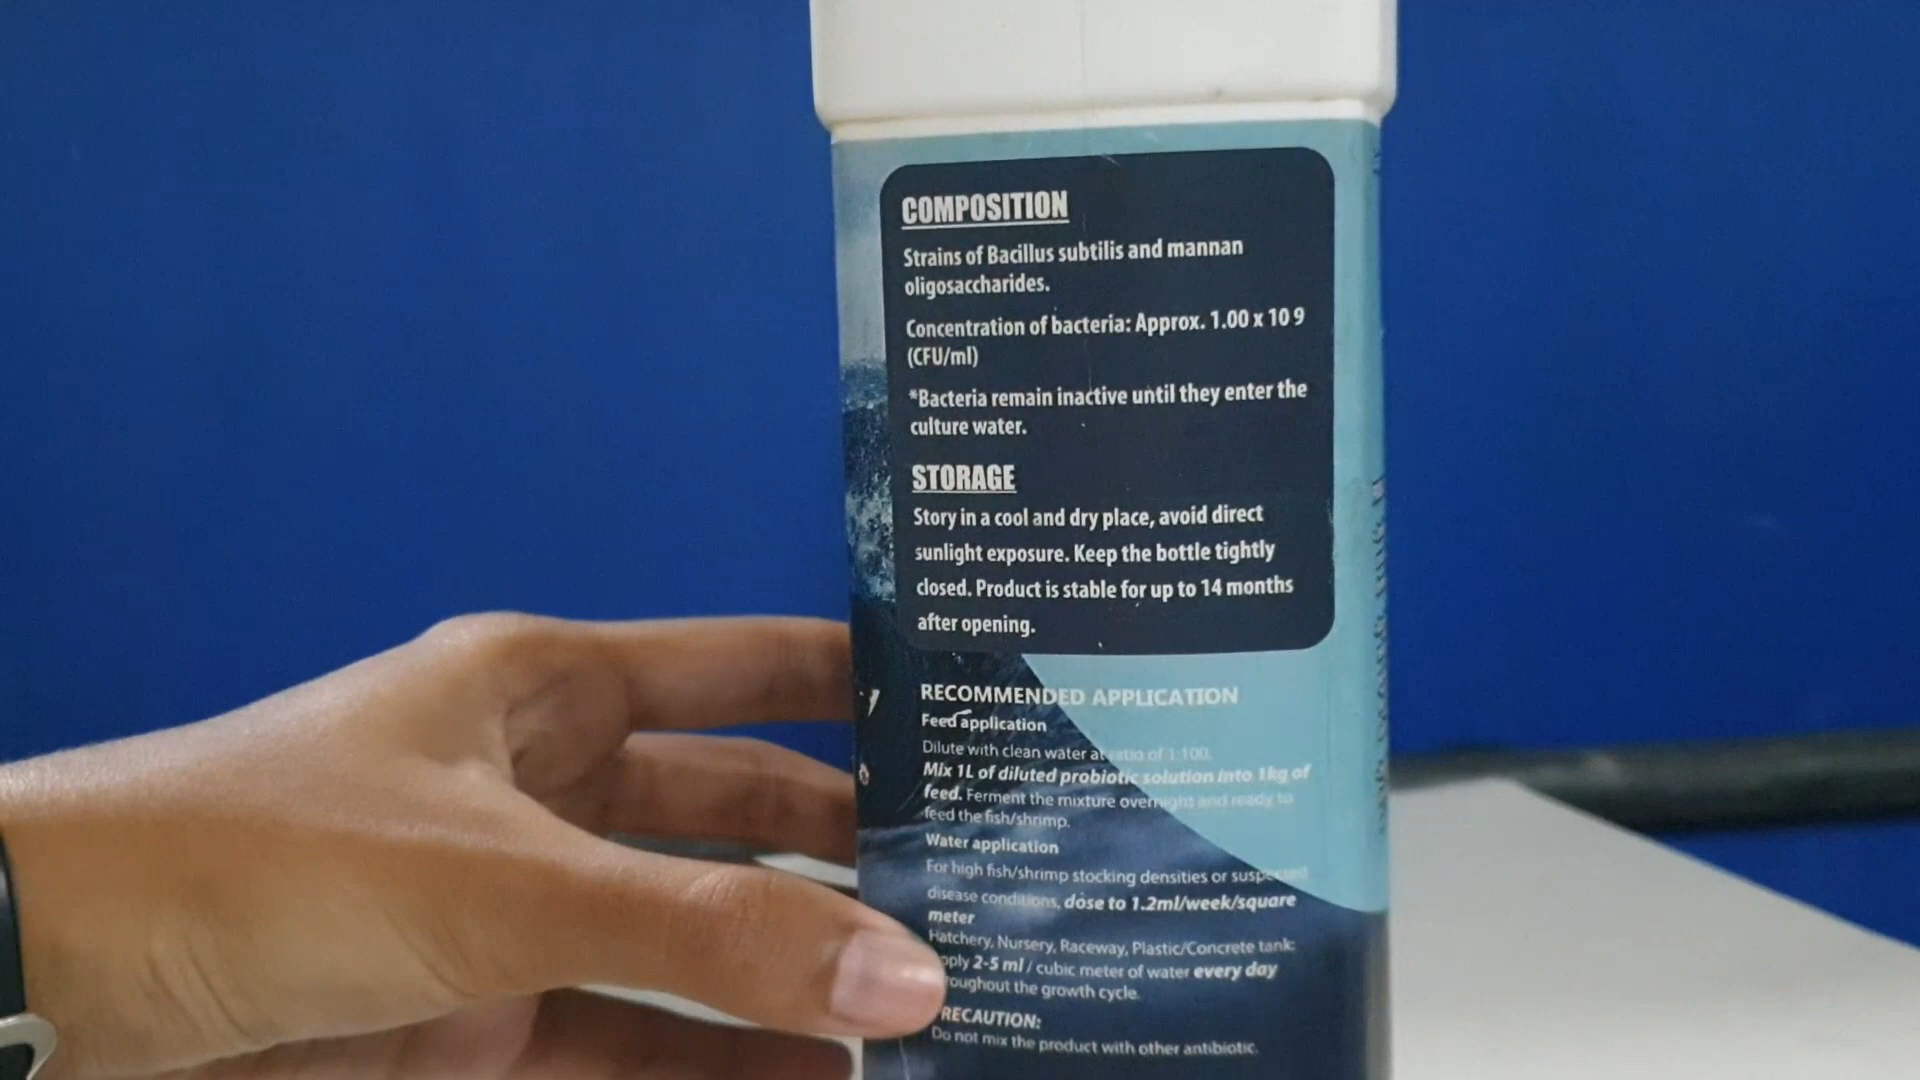 COMPOSITION
Strains of Bacillus subtilis and mannan
oligosaccharides.
Concentration of bacteria: Approx. 1.00 x 10 9
(CFU/ml)
*Bacteria remain inactive until they enter the
culture water.
STORAGE
Story in a cool and dry place, avoid direct
sunlight exposure. Keep the bottle tightly
closed. Product is stable for up to 14 months
after opening.
RECOMMENDED APPLICATION
Feed application
Dilute with clean water at ratio of 1:100.
Mix 1L of diluted probiotic solution into 1kg of
feed. Ferment the mixture overnight and ready to
feed the fish/shrimp.
Water application
For high fish/shrimp stocking densities or suspected
disease conditions, dose to 1.2ml/week/square
meter
Hatchery, Nursery, Raceway, Plastic/Concrete tank:
pply 2-5 ml / cubic meter of water every day
roughout the growth cycle.
RECAUTION:
Do not mix the product with other antibiotic.